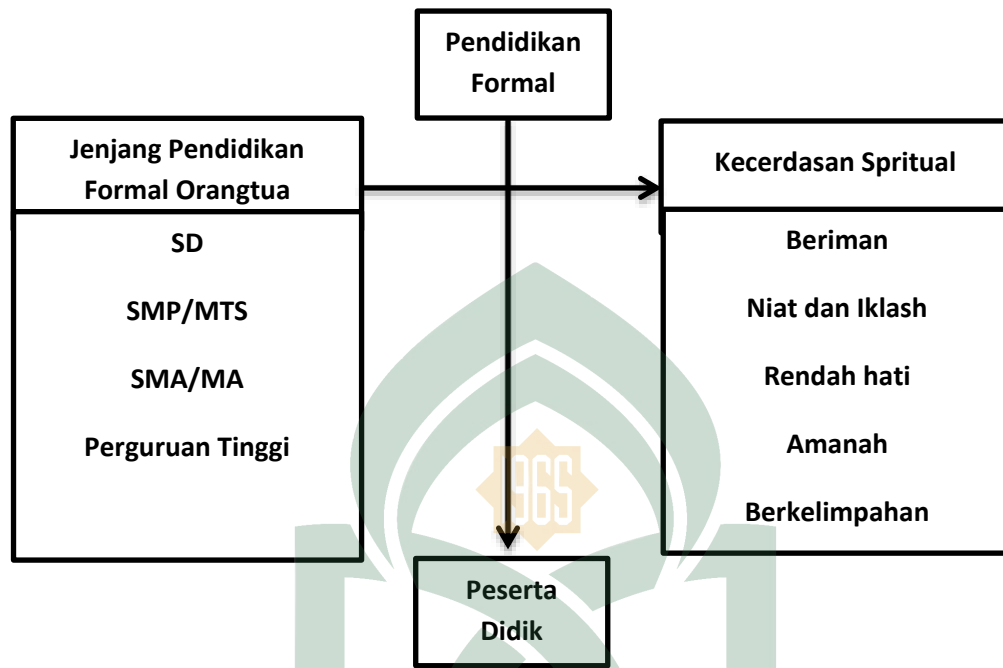 Pendidikan
Formal
Jenjang Pendidikan
Formal Orangtua
SD
SMP/MTS
SMA/MA
Perguruan Tinggi
Kecerdasan Spritual
Beriman
Niat dan Iklash
Rendah hati
Amanah
Berkelimpahan
1965
Peserta
Didik